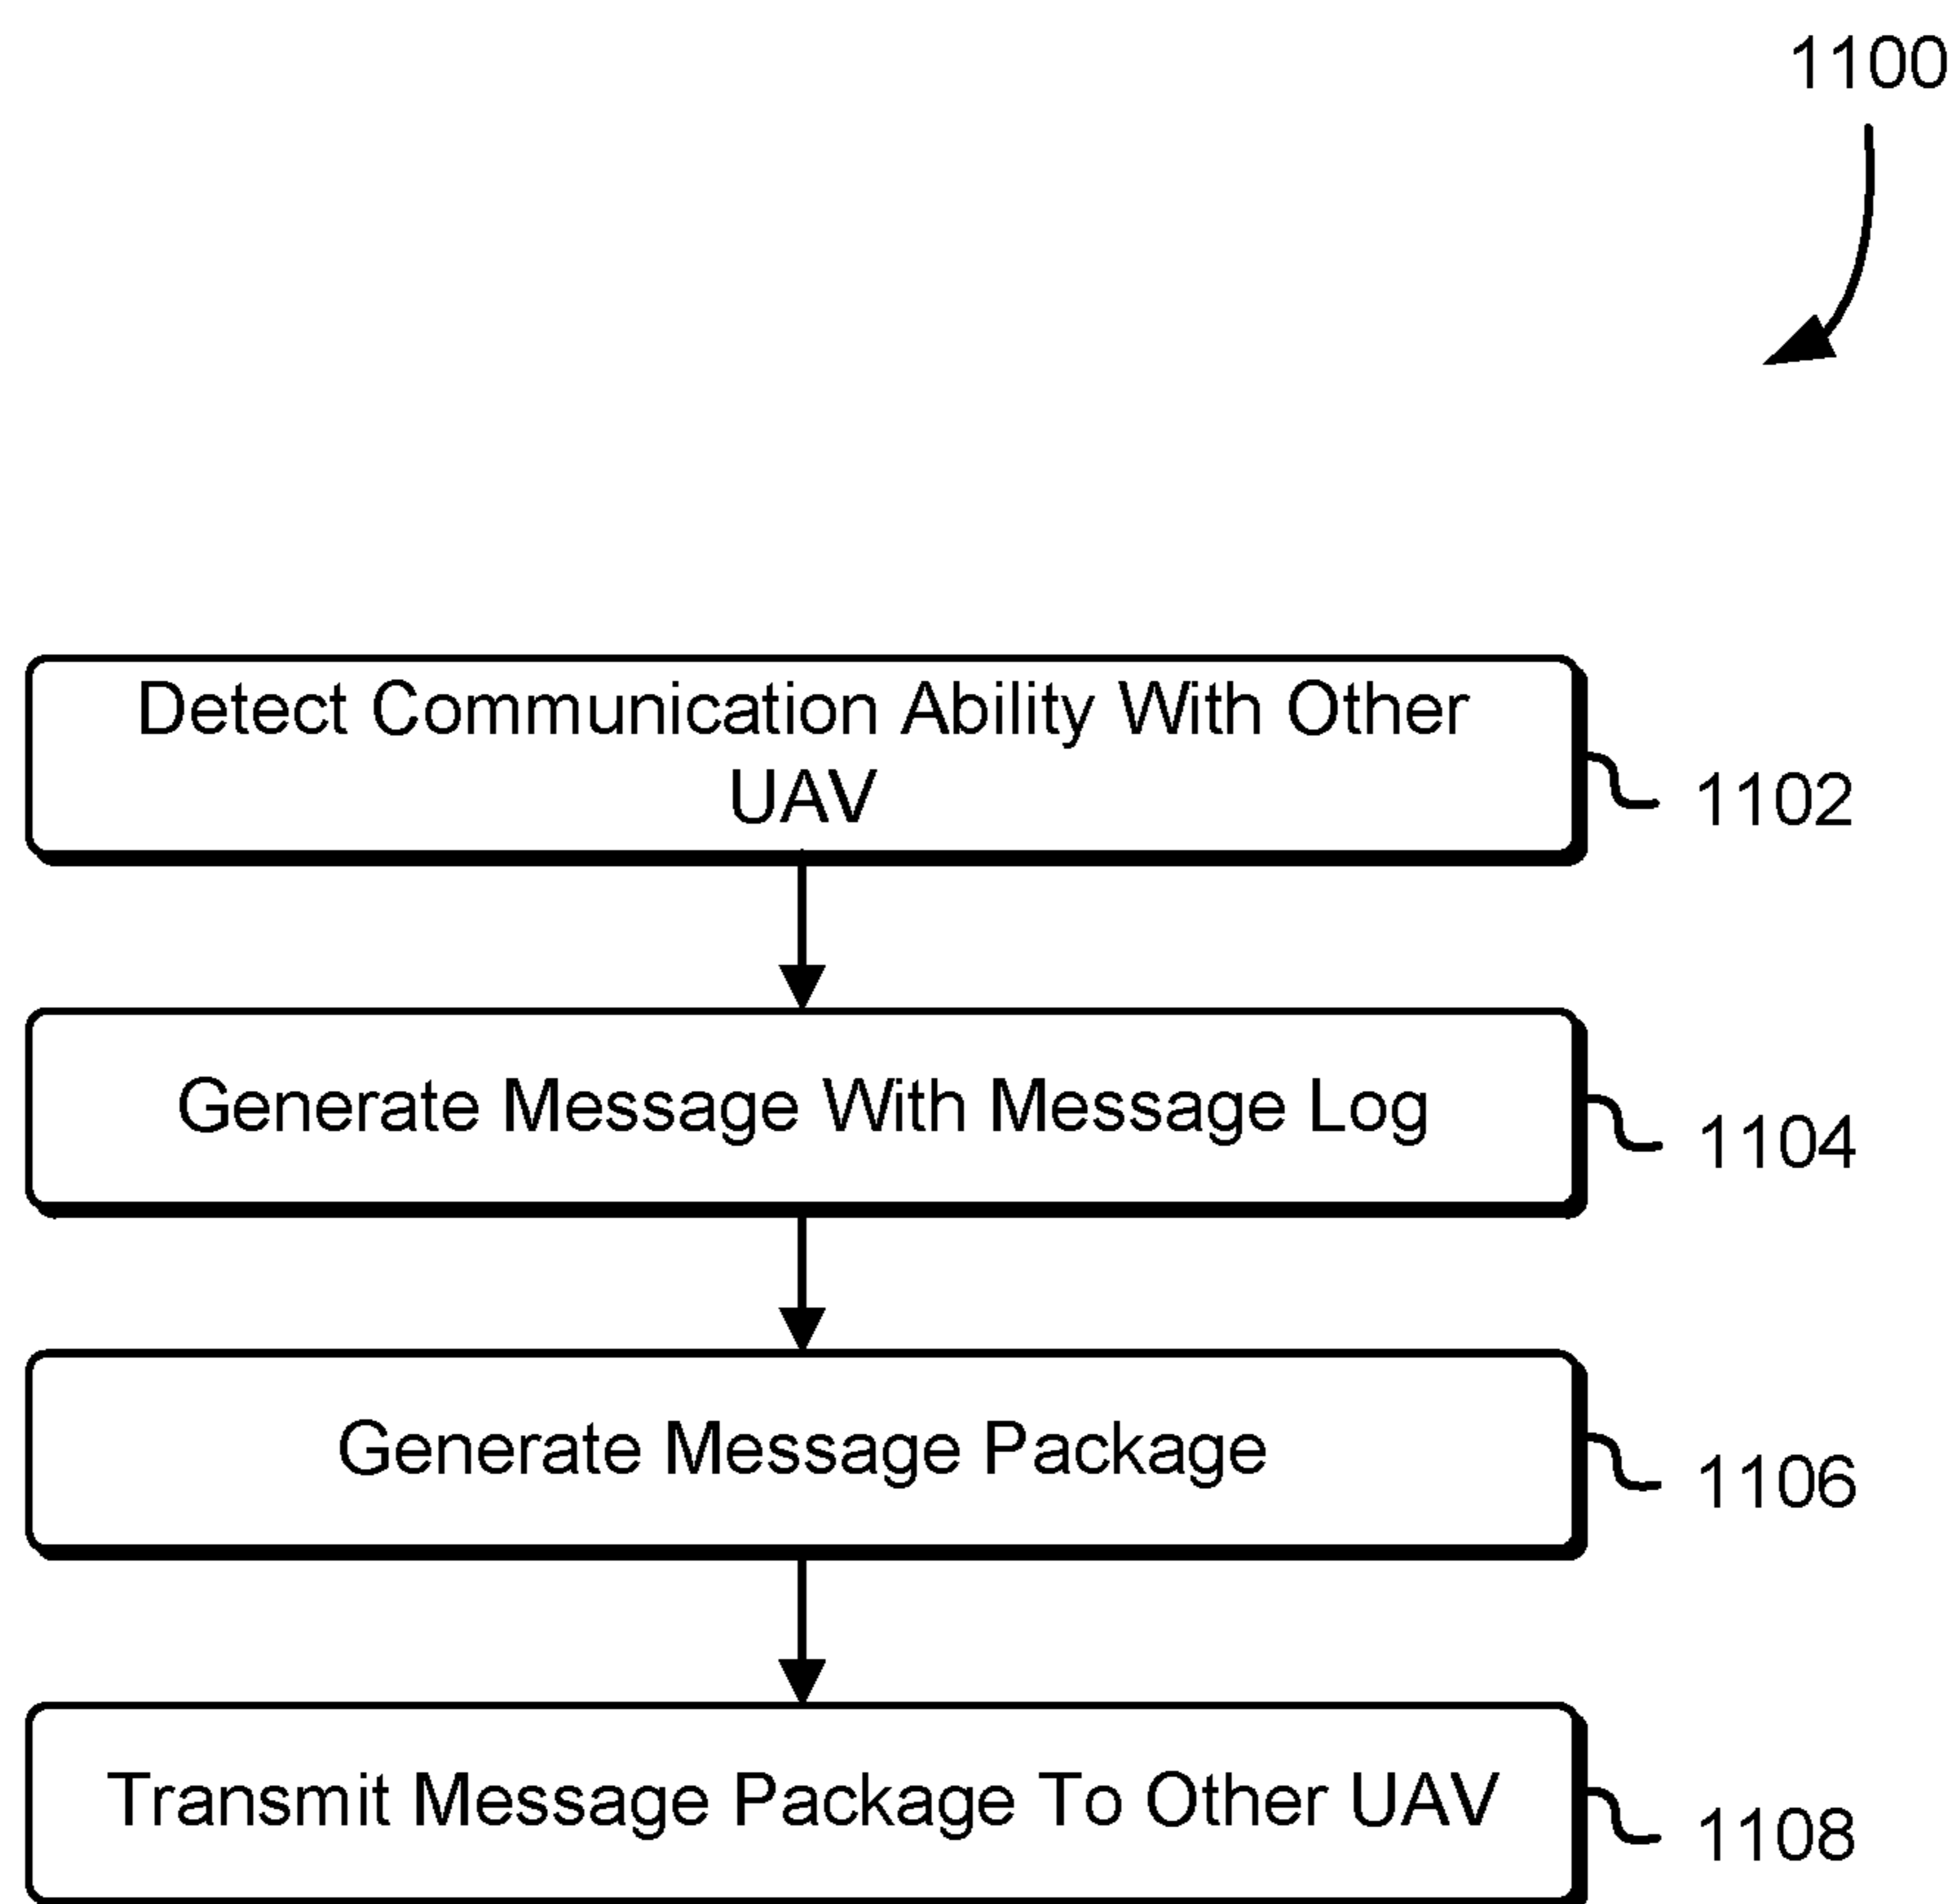 1100
Detect Communication Ability With Other
UAV
1102
Generate Message With Message Log
1104
Generate Message Package
1106
Transmit Message Package To Other UAV
1108